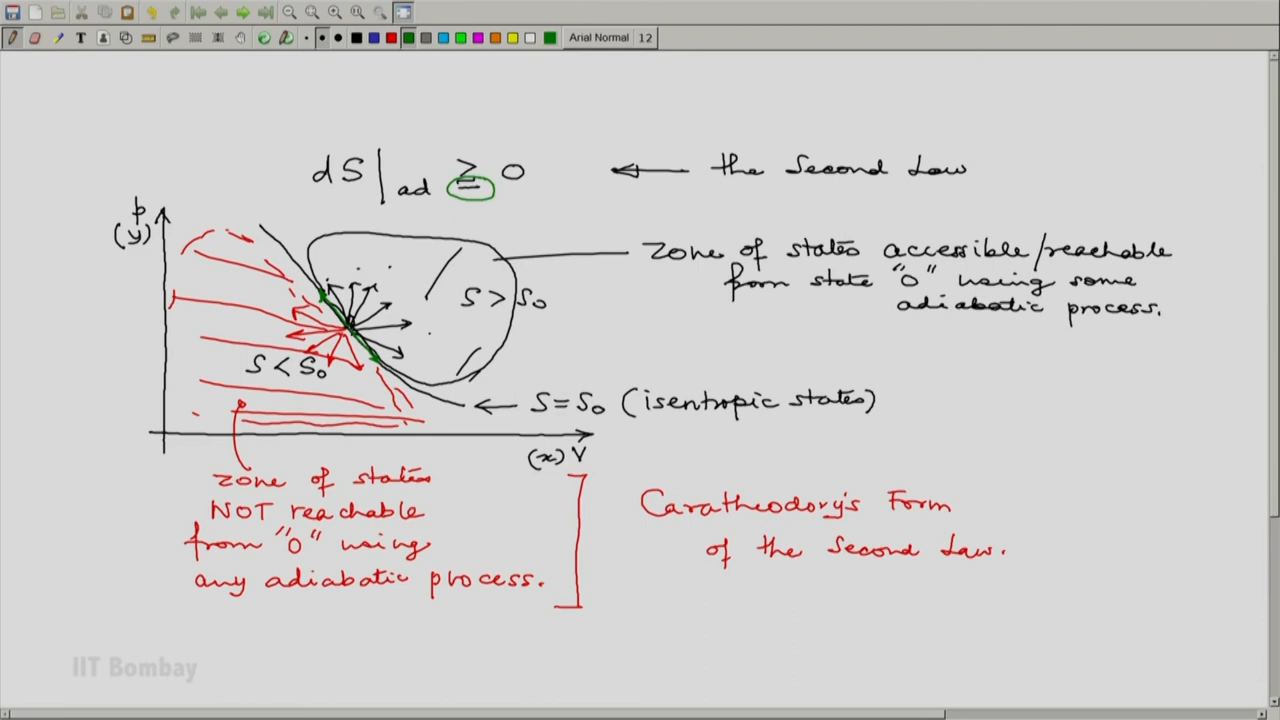 Arial Normal 12
dS|ad ≥ 0 ← the Second Law
p
(y)
zone of states accessible/reachable
from state "0" using some
adiabatic process.
S > S0
S < S0
← S = S0 (isentropic states)
(x) V
zone of states
NOT reachable
from "0" using
any adiabatic process.
Caratheodory's Form
of the Second Law.
IIT Bombay